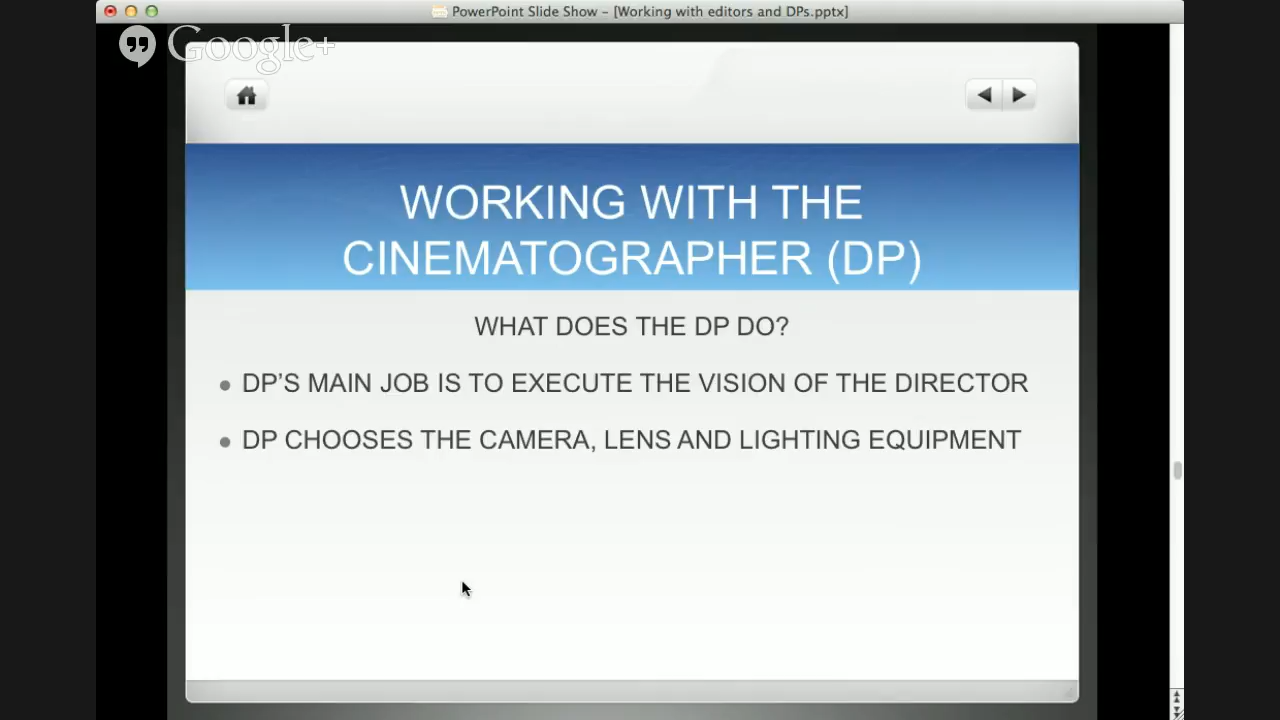 PowerPoint Slide Show - [Working with editors and DPs.pptx]
Google+
WORKING WITH THE
CINEMATOGRAPHER (DP)
WHAT DOES THE DP DO?
DP'S MAIN JOB IS TO EXECUTE THE VISION OF THE DIRECTOR
DP CHOOSES THE CAMERA, LENS AND LIGHTING EQUIPMENT